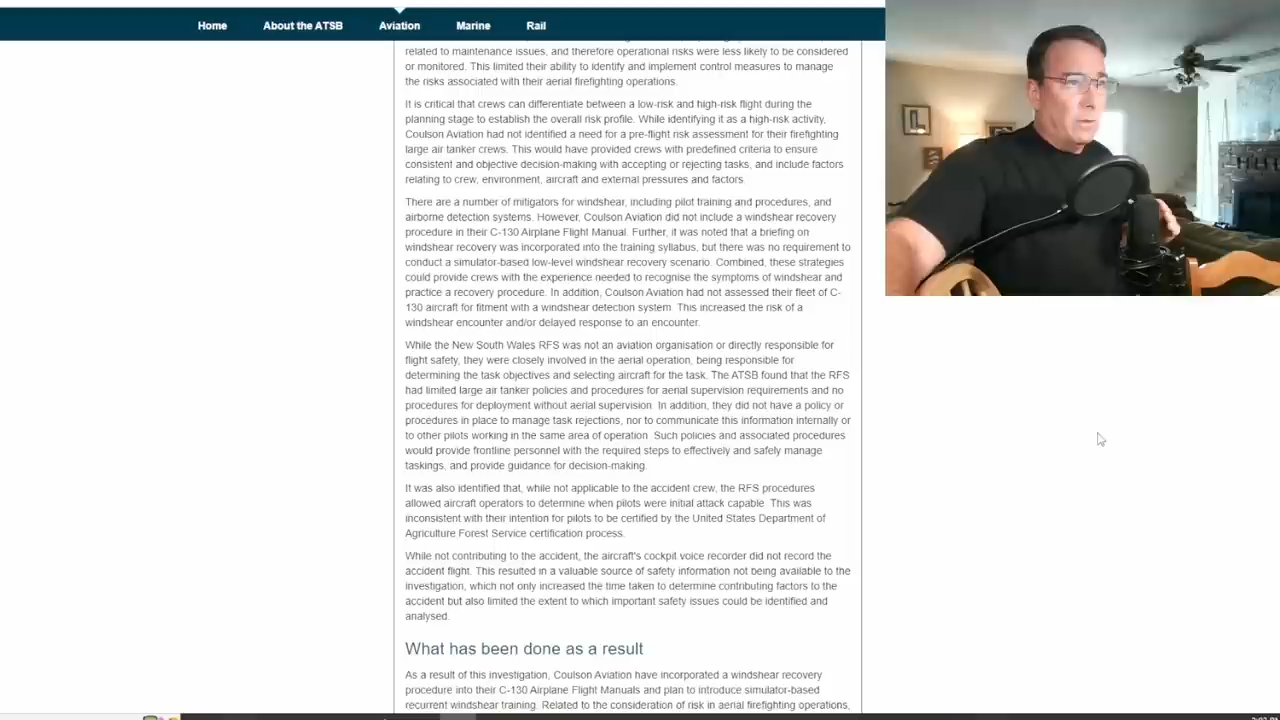 Home About the ATSB Aviation Marine Rail
related to maintenance issues, and therefore operational risks were less likely to be considered
or monitored. This limited their ability to identify and implement control measures to manage
the risks associated with their aerial firefighting operations.
It is critical that crews can differentiate between a low-risk and high-risk flight during the
planning stage to establish the overall risk profile. While identifying it as a high-risk activity,
Coulson Aviation had not identified a need for a pre-flight risk assessment for their firefighting
large air tanker crews. This would have provided crews with predefined criteria to ensure
consistent and objective decision-making with accepting or rejecting tasks, and include factors
relating to crew, environment, aircraft and external pressures and factors.
There are a number of mitigators for windshear, including pilot training and procedures, and
airborne detection systems. However, Coulson Aviation did not include a windshear recovery
procedure in their C-130 Airplane Flight Manual. Further, it was noted that a briefing on
windshear recovery was incorporated into the training syllabus, but there was no requirement to
conduct a simulator-based low-level windshear recovery scenario. Combined, these strategies
could provide crews with the experience needed to recognise the symptoms of windshear and
practice a recovery procedure. In addition, Coulson Aviation had not assessed their fleet of C-
130 aircraft for fitment with a windshear detection system. This increased the risk of a
windshear encounter and/or delayed response to an encounter.
While the New South Wales RFS was not an aviation organisation or directly responsible for
flight safety, they were closely involved in the aerial operation, being responsible for
determining the task objectives and selecting aircraft for the task. The ATSB found that the RFS
had limited large air tanker policies and procedures for aerial supervision requirements and no
procedures for deployment without aerial supervision. In addition, they did not have a policy or
procedures in place to manage task rejections, nor to communicate this information internally or
to other pilots working in the same area of operation. Such policies and associated procedures
would provide frontline personnel with the required steps to effectively and safely manage
taskings, and provide guidance for decision-making.
It was also identified that, while not applicable to the accident crew, the RFS procedures
allowed aircraft operators to determine when pilots were initial attack capable. This was
inconsistent with their intention for pilots to be certified by the United States Department of
Agriculture Forest Service certification process.
While not contributing to the accident, the aircraft's cockpit voice recorder did not record the
accident flight. This resulted in a valuable source of safety information not being available to the
investigation, which not only increased the time taken to determine contributing factors to the
accident but also limited the extent to which important safety issues could be identified and
analysed.
What has been done as a result
As a result of this investigation, Coulson Aviation have incorporated a windshear recovery
procedure into their C-130 Airplane Flight Manuals and plan to introduce simulator-based
recurrent windshear training. Related to the consideration of risk in aerial firefighting operations,